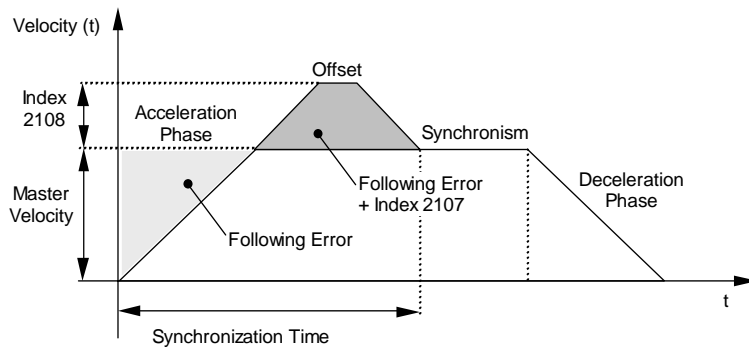 Velocity (t)
Offset
Index
2108
Acceleration
Phase
Synchronism
Master
Velocity
Following Error
+ Index 2107
Deceleration
Phase
Following Error
t
Synchronization Time